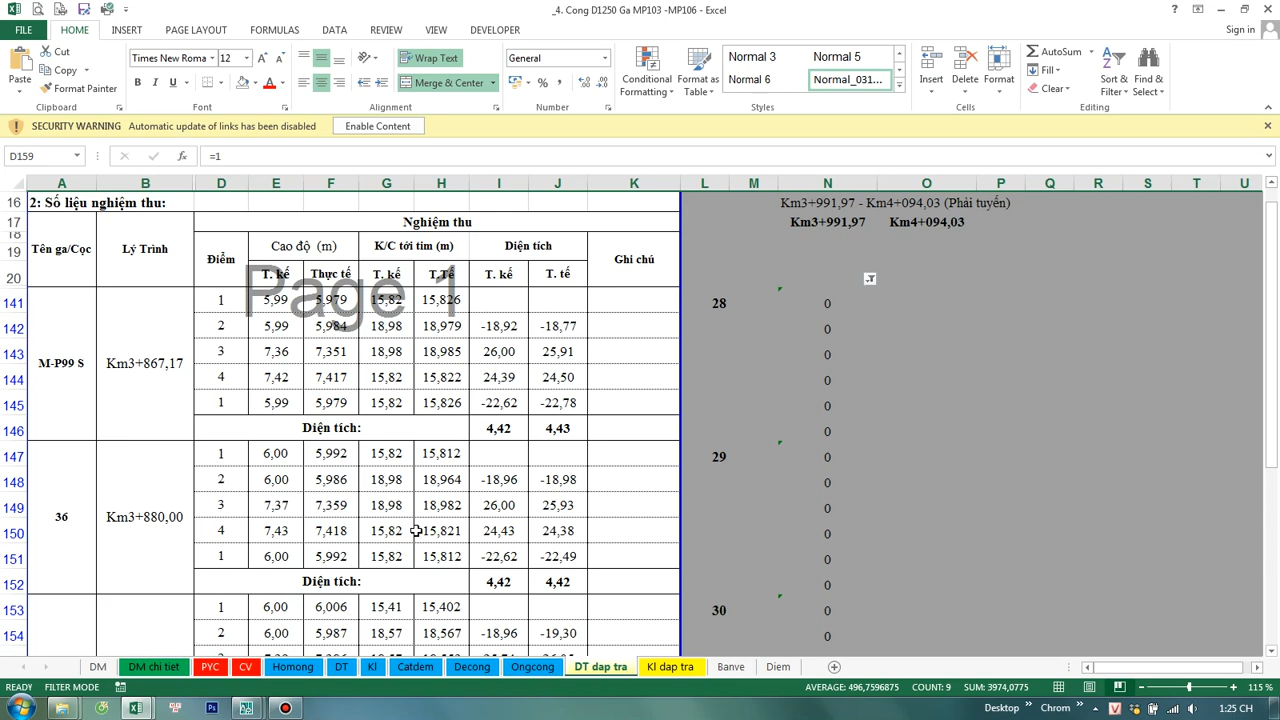 _4. Cong D1250 Ga MP103 -MP106 - Excel
FILE HOME INSERT PAGE LAYOUT FORMULAS DATA REVIEW VIEW DEVELOPER Sign in
Paste Cut Copy Format Painter Clipboard
Times New Roma 12 B I U Font
Wrap Text Merge & Center Alignment
General % , Number
Conditional Formatting Format as Table Normal 3 Normal 5 Normal 6 Normal_031... Styles
Insert Delete Format Cells
AutoSum Fill Clear Sort & Filter Find & Select Editing
SECURITY WARNING Automatic update of links has been disabled Enable Content
D159 fx =1
A B D E F G H I J K L M N O P Q R S T U
16 2: Số liệu nghiệm thu: Km3+991,97 - Km4+094,03 (Phải tuyến)
17 Nghiệm thu Km3+991,97 Km4+094,03
18
19 Tên ga/Cọc Lý Trình Điểm Cao độ (m) K/C tới tim (m) Diện tích Ghi chú
20 T. kế Thực tế T. kế T.Tế T. kế T. tế
Page 1
141 1 5,99 5,979 15,82 15,826 28 0
142 2 5,99 5,984 18,98 18,979 -18,92 -18,77 0
143 M-P99 S Km3+867,17 3 7,36 7,351 18,98 18,985 26,00 25,91 0
144 4 7,42 7,417 15,82 15,822 24,39 24,50 0
145 1 5,99 5,979 15,82 15,826 -22,62 -22,78 0
146 Diện tích: 4,42 4,43 0
147 1 6,00 5,992 15,82 15,812 29 0
148 2 6,00 5,986 18,98 18,964 -18,96 -18,98 0
149 36 Km3+880,00 3 7,37 7,359 18,98 18,982 26,00 25,93 0
150 4 7,43 7,418 15,82 15,821 24,43 24,38 0
151 1 6,00 5,992 15,82 15,812 -22,62 -22,49 0
152 Diện tích: 4,42 4,42 0
153 1 6,00 6,006 15,41 15,402 30 0
154 2 6,00 5,987 18,57 18,567 -18,96 -19,30 0
DM DM chi tiet PYC CV Homong DT Kl Catdem Decong Ongcong DT dap tra Kl dap tra Banve Diem
READY FILTER MODE AVERAGE: 496,7596875 COUNT: 9 SUM: 3974,0775 115 %
Desktop » Chrom » 1:25 CH